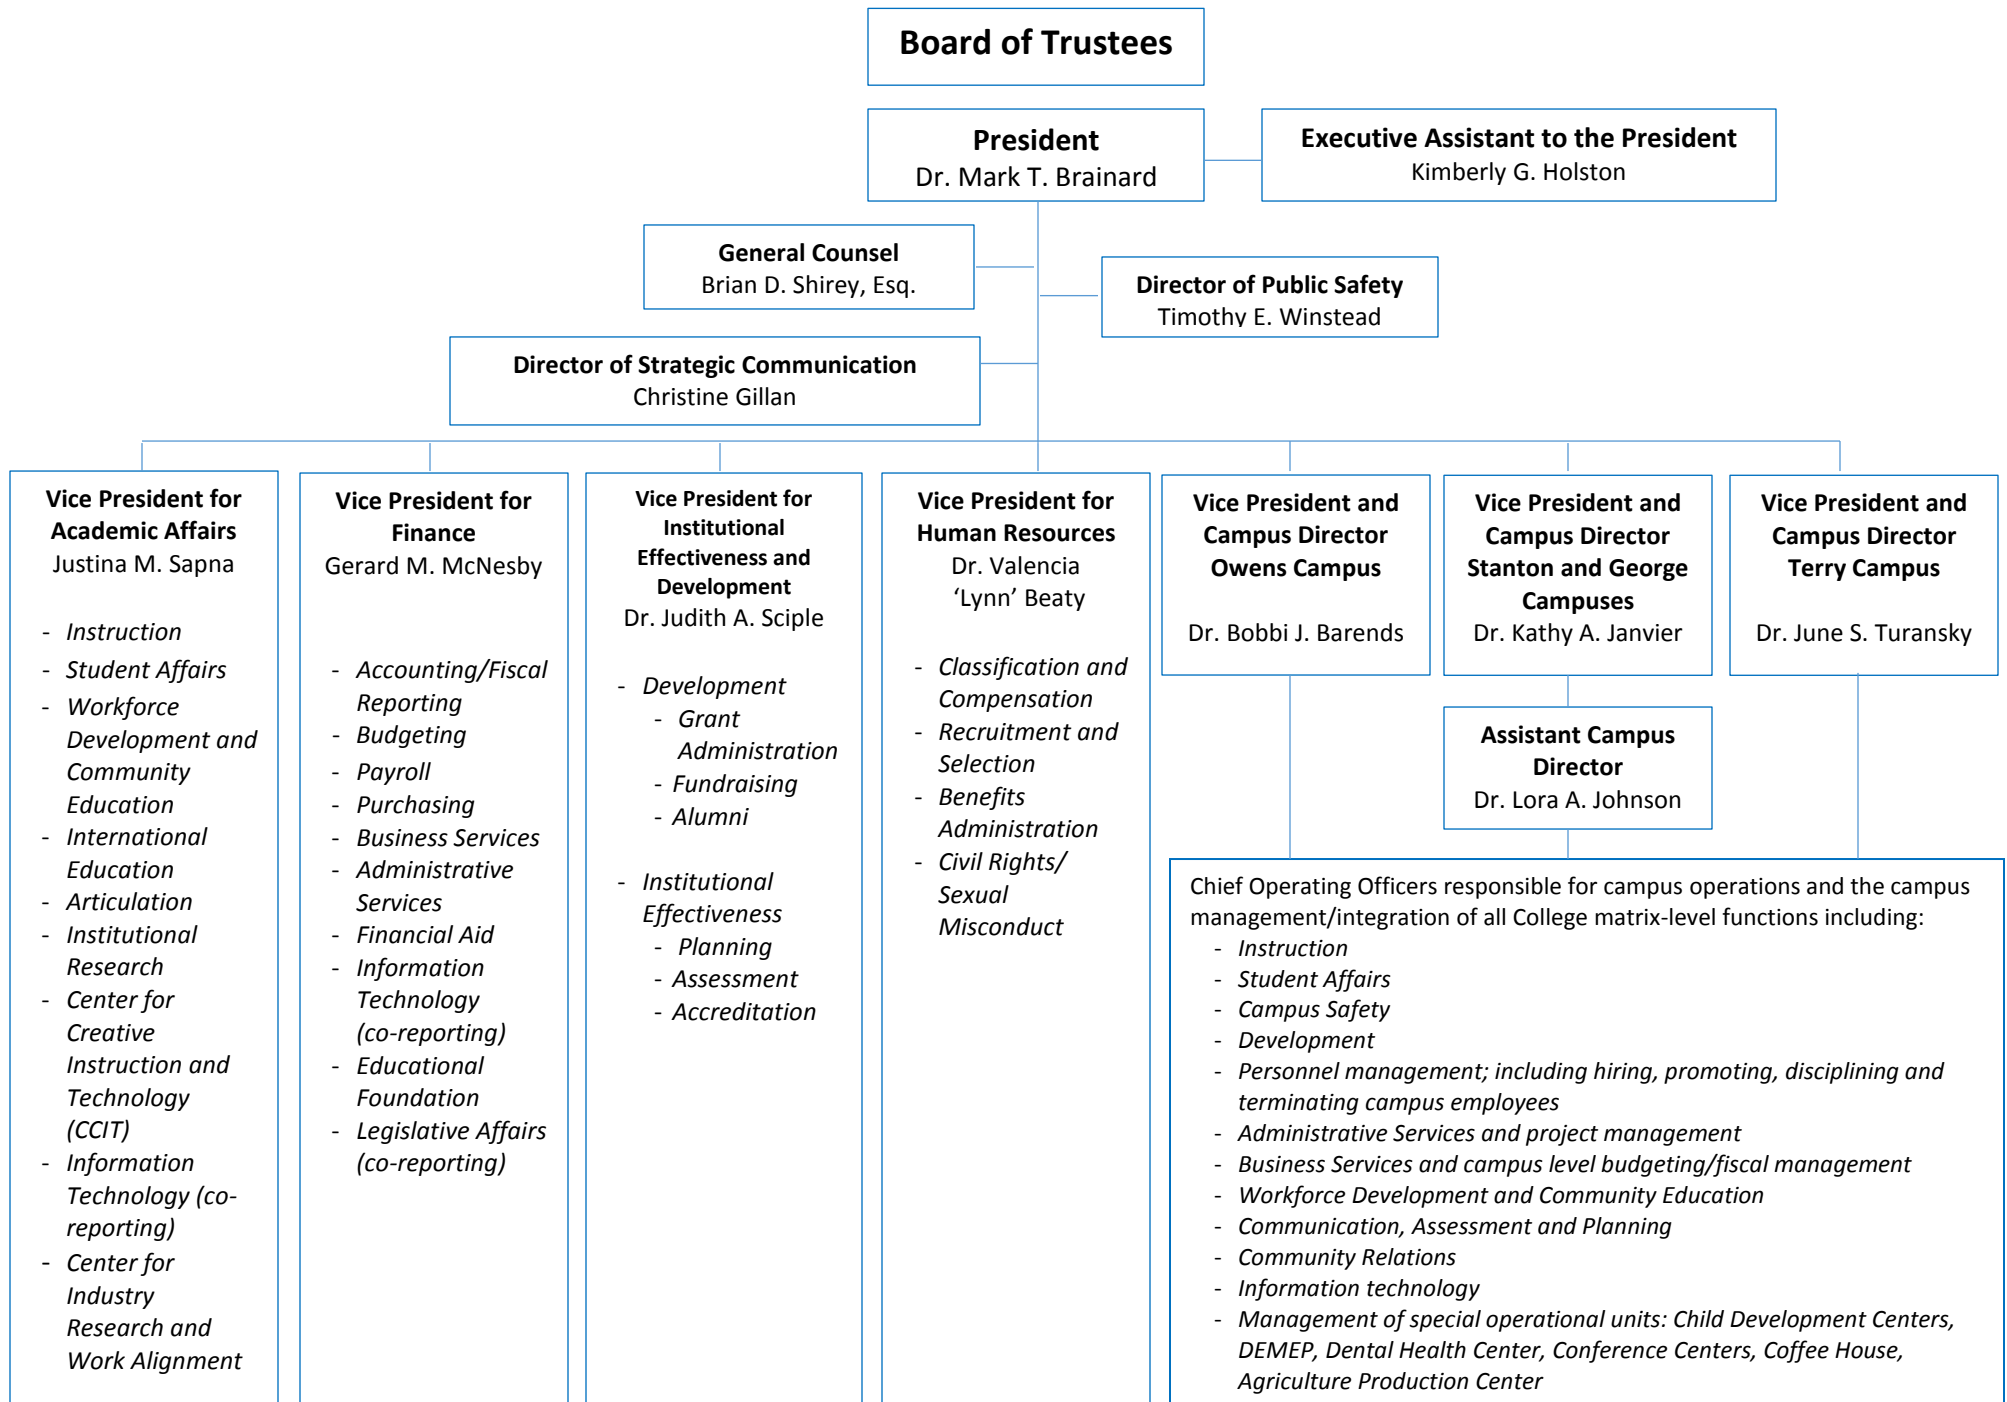 Board of Trustees
President
Dr. Mark T. Brainard
Executive Assistant to the President
Kimberly G. Holston
General Counsel
Brian D. Shirey, Esq.
Director of Public Safety
Timothy E. Winstead
Director of Strategic Communication
Christine Gillan
Vice President for
Academic Affairs
Justina M. Sapna
- Instruction
- Student Affairs
- Workforce
Development and
Community
Education
- International
Education
- Articulation
- Institutional
Research
- Center for
Creative
Instruction and
Technology
(CCIT)
- Information
Technology (co-
reporting)
- Center for
Industry
Research and
Work Alignment
Vice President for
Finance
Gerard M. McNesby
- Accounting/Fiscal
Reporting
- Budgeting
- Payroll
- Purchasing
- Business Services
- Administrative
Services
- Financial Aid
- Information
Technology
(co-reporting)
- Educational
Foundation
- Legislative Affairs
(co-reporting)
Vice President for
Institutional
Effectiveness and
Development
Dr. Judith A. Sciple
- Development
- Grant
Administration
- Fundraising
- Alumni
- Institutional
Effectiveness
- Planning
- Assessment
- Accreditation
Vice President for
Human Resources
Dr. Valencia
‘Lynn’ Beaty
- Classification and
Compensation
- Recruitment and
Selection
- Benefits
Administration
- Civil Rights/
Sexual
Misconduct
Vice President and
Campus Director
Owens Campus
Dr. Bobbi J. Barends
Vice President and
Campus Director
Stanton and George
Campuses
Dr. Kathy A. Janvier
Vice President and
Campus Director
Terry Campus
Dr. June S. Turansky
Assistant Campus
Director
Dr. Lora A. Johnson
Chief Operating Officers responsible for campus operations and the campus
management/integration of all College matrix-level functions including:
- Instruction
- Student Affairs
- Campus Safety
- Development
- Personnel management; including hiring, promoting, disciplining and
terminating campus employees
- Administrative Services and project management
- Business Services and campus level budgeting/fiscal management
- Workforce Development and Community Education
- Communication, Assessment and Planning
- Community Relations
- Information technology
- Management of special operational units: Child Development Centers,
DEMEP, Dental Health Center, Conference Centers, Coffee House,
Agriculture Production Center